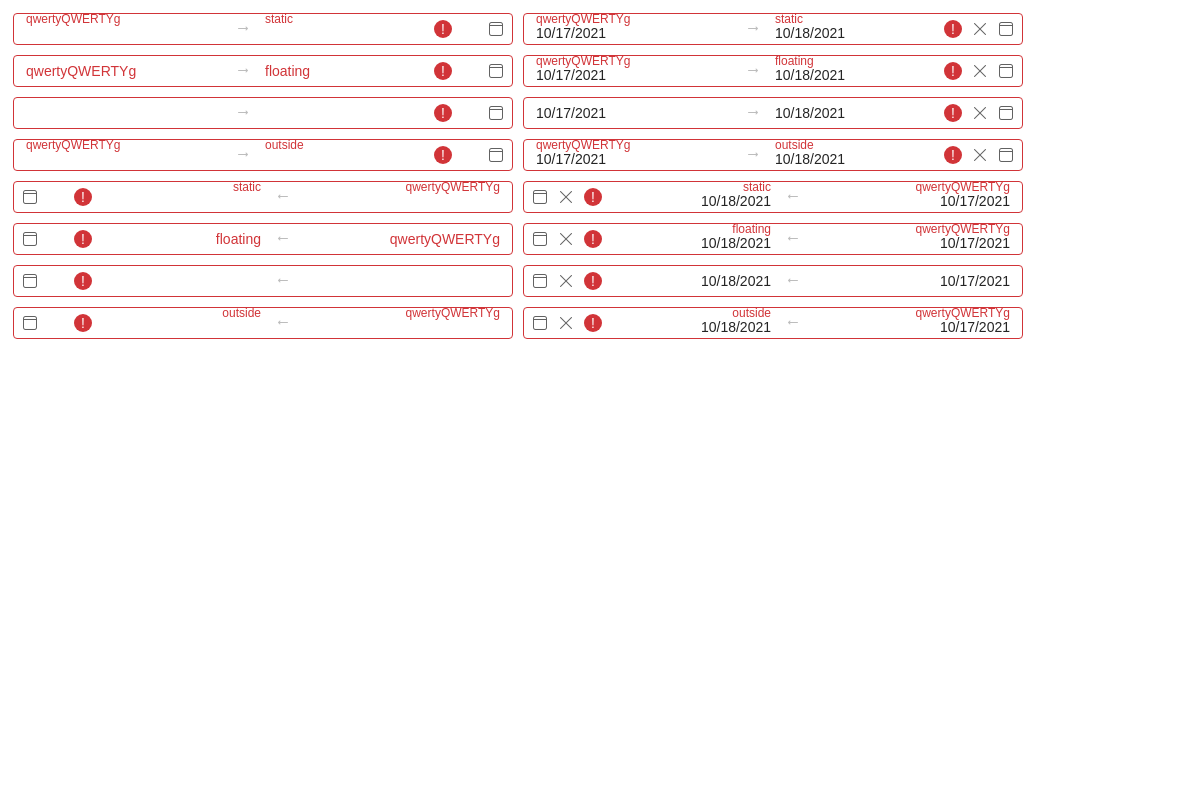 qwertyQWERTYg → static ! qwertyQWERTYg → static !
10/17/2021 10/18/2021
qwertyQWERTYg → floating ! qwertyQWERTYg → floating !
10/17/2021 10/18/2021
→ ! 10/17/2021 → 10/18/2021 !
qwertyQWERTYg → outside ! qwertyQWERTYg → outside !
10/17/2021 10/18/2021
! static ← qwertyQWERTYg ! static ← qwertyQWERTYg
10/18/2021 10/17/2021
! floating ← qwertyQWERTYg ! floating ← qwertyQWERTYg
10/18/2021 10/17/2021
! ← ! 10/18/2021 ← 10/17/2021
! outside ← qwertyQWERTYg ! outside ← qwertyQWERTYg
10/18/2021 10/17/2021